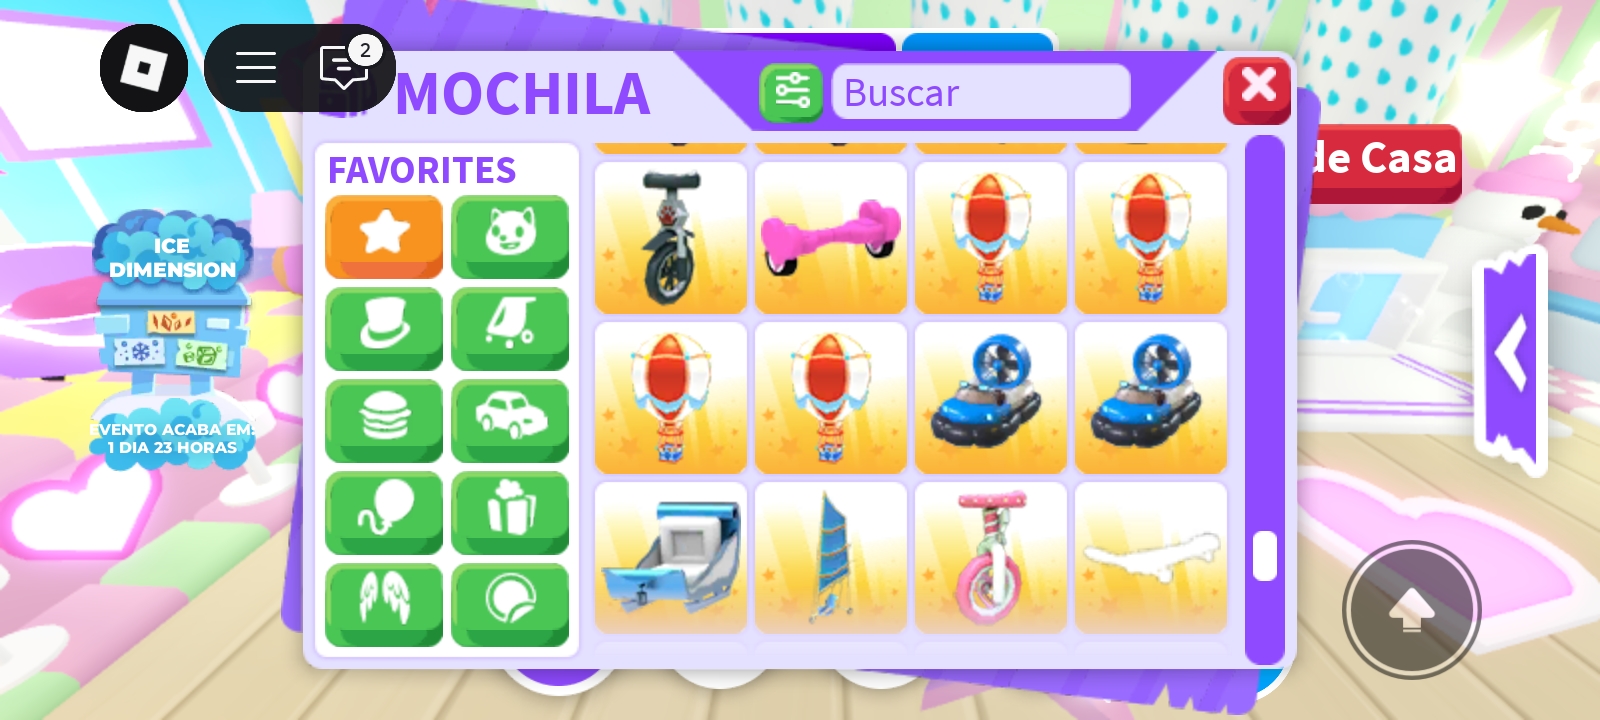 2
MOCHILA
Buscar
FAVORITES
de Casa
ICE
DIMENSION
EVENTO ACABA EM:
1 DIA 23 HORAS